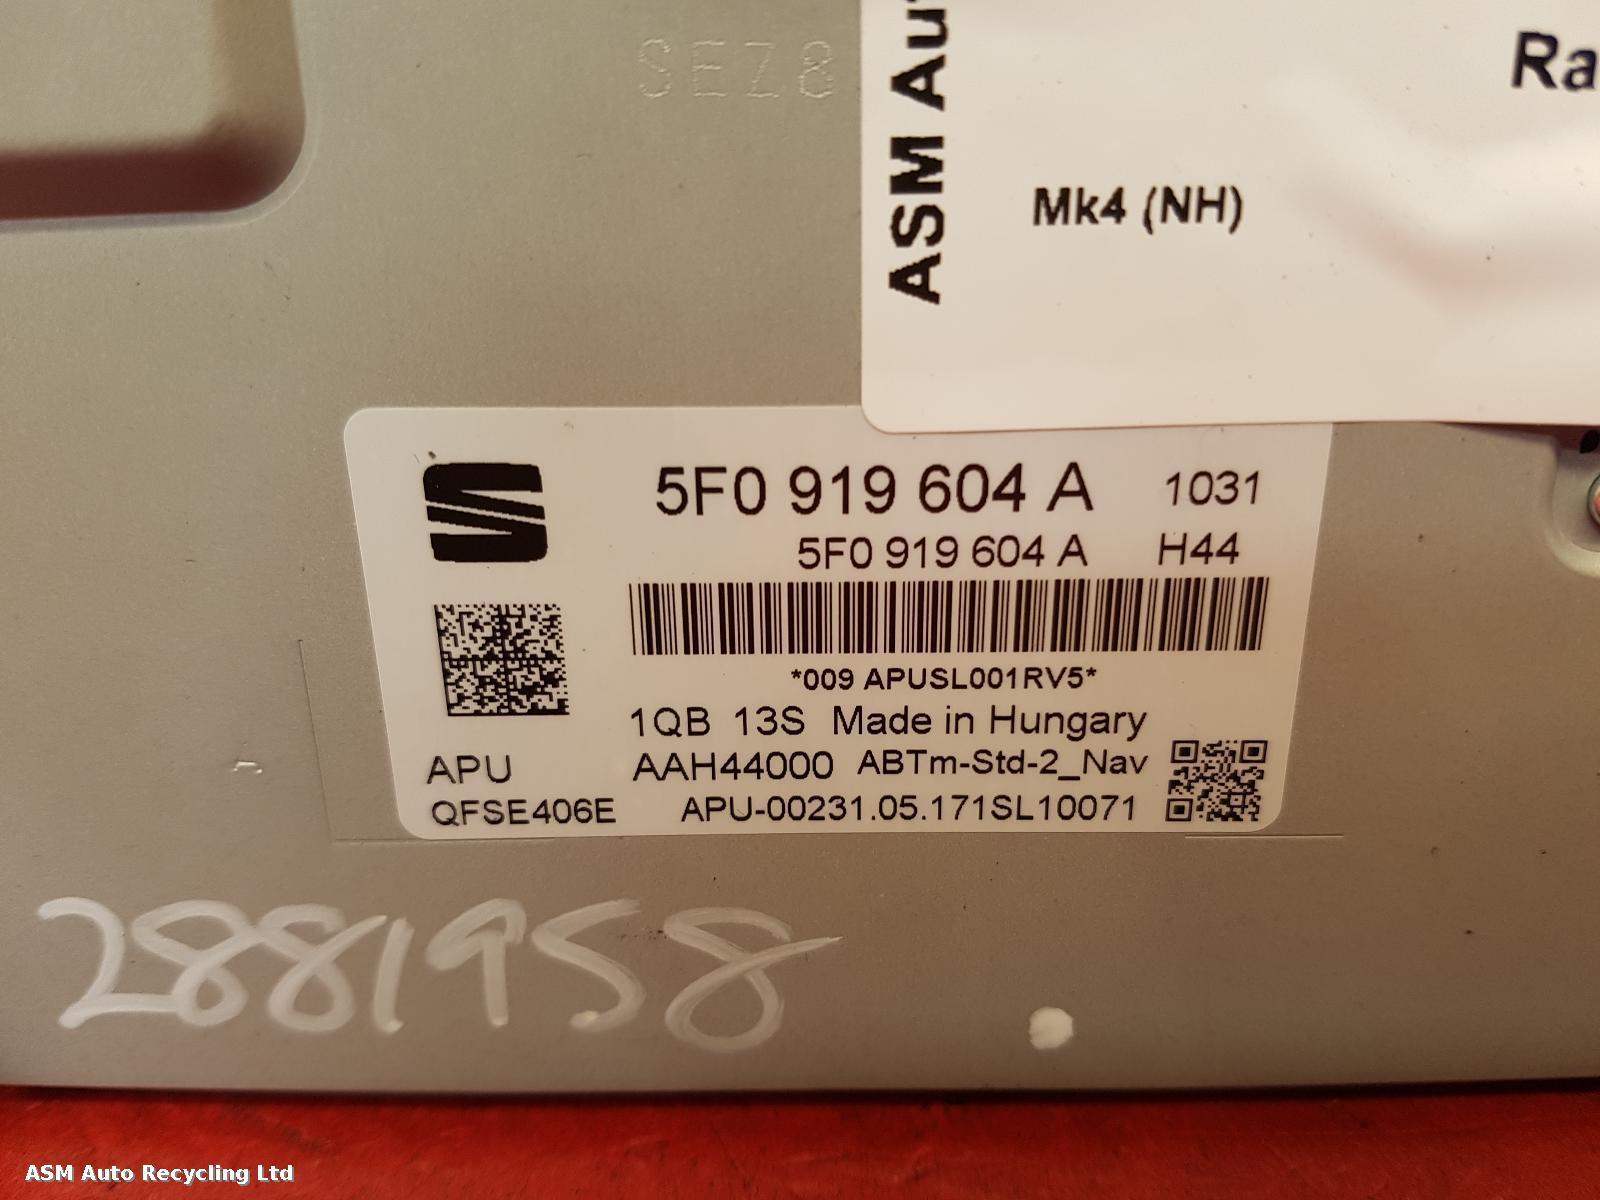 SEZ8
ASM Au
Ra
Mk4 (NH)
5F0 919 604 A 1031
5F0 919 604 A H44
*009 APUSL001RV5*
1QB 13S Made in Hungary
APU AAH44000 ABTm-Std-2_Nav
QFSE406E APU-00231.05.171SL10071
2881958
ASM Auto Recycling Ltd